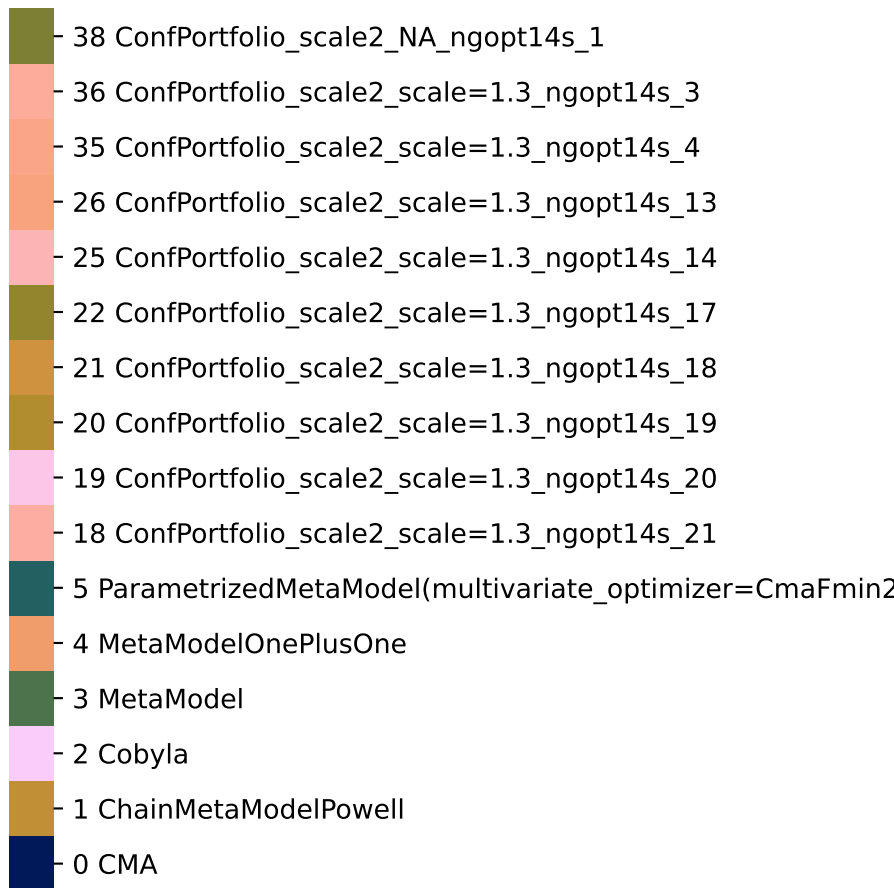 38 ConfPortfolio_scale2_NA_ngopt14s_1
36 ConfPortfolio_scale2_scale=1.3_ngopt14s_3
35 ConfPortfolio_scale2_scale=1.3_ngopt14s_4
26 ConfPortfolio_scale2_scale=1.3_ngopt14s_13
25 ConfPortfolio_scale2_scale=1.3_ngopt14s_14
22 ConfPortfolio_scale2_scale=1.3_ngopt14s_17
21 ConfPortfolio_scale2_scale=1.3_ngopt14s_18
20 ConfPortfolio_scale2_scale=1.3_ngopt14s_19
19 ConfPortfolio_scale2_scale=1.3_ngopt14s_20
18 ConfPortfolio_scale2_scale=1.3_ngopt14s_21
5 ParametrizedMetaModel(multivariate_optimizer=CmaFmin2
4 MetaModelOnePlusOne
3 MetaModel
2 Cobyla
1 ChainMetaModelPowell
0 CMA